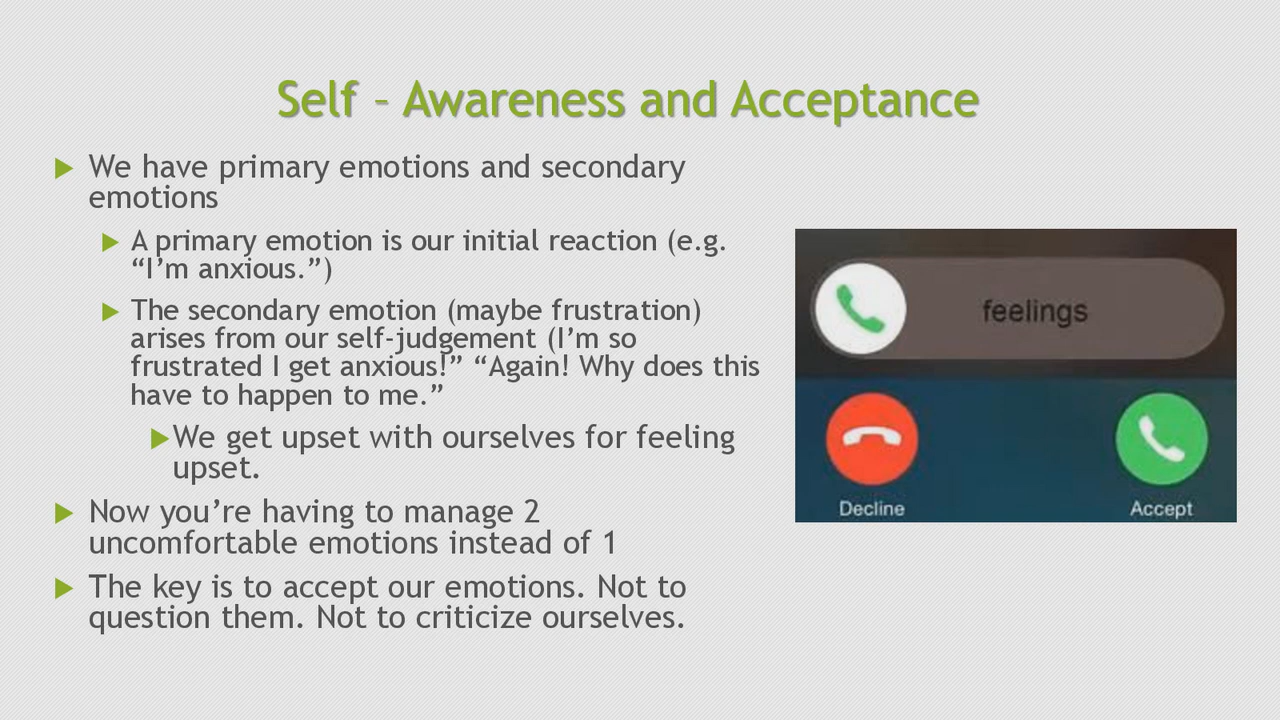 Self – Awareness and Acceptance
We have primary emotions and secondary
emotions
A primary emotion is our initial reaction (e.g.
“I’m anxious.”)
The secondary emotion (maybe frustration)
arises from our self-judgement (I’m so
frustrated I get anxious!” “Again! Why does this
have to happen to me.”
We get upset with ourselves for feeling
upset.
Now you’re having to manage 2
uncomfortable emotions instead of 1
The key is to accept our emotions. Not to
question them. Not to criticize ourselves.
feelings
Decline
Accept